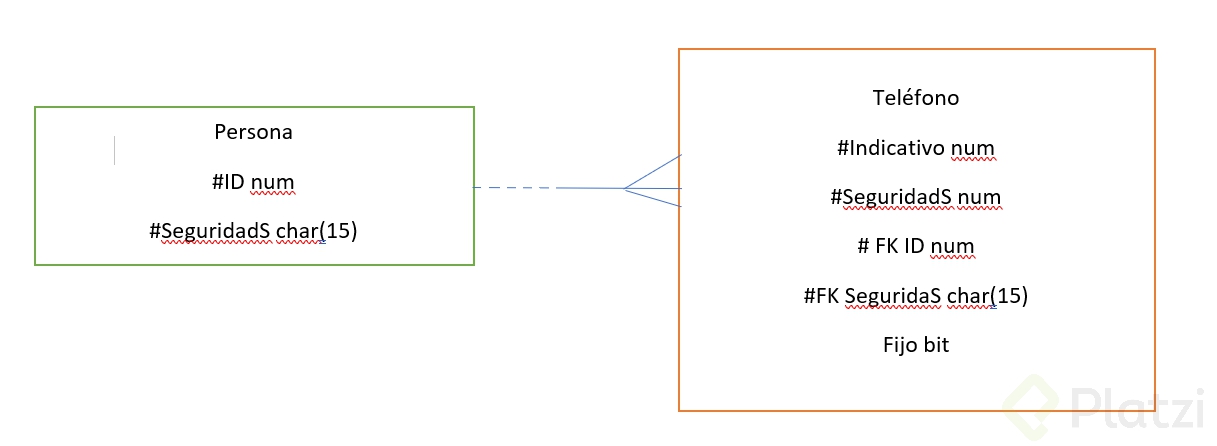 Persona
#ID num
#SeguridadS char(15)
Teléfono
#Indicativo num
#SeguridadS num
# FK ID num
#FK SeguridaS char(15)
Fijo bit
Platzi